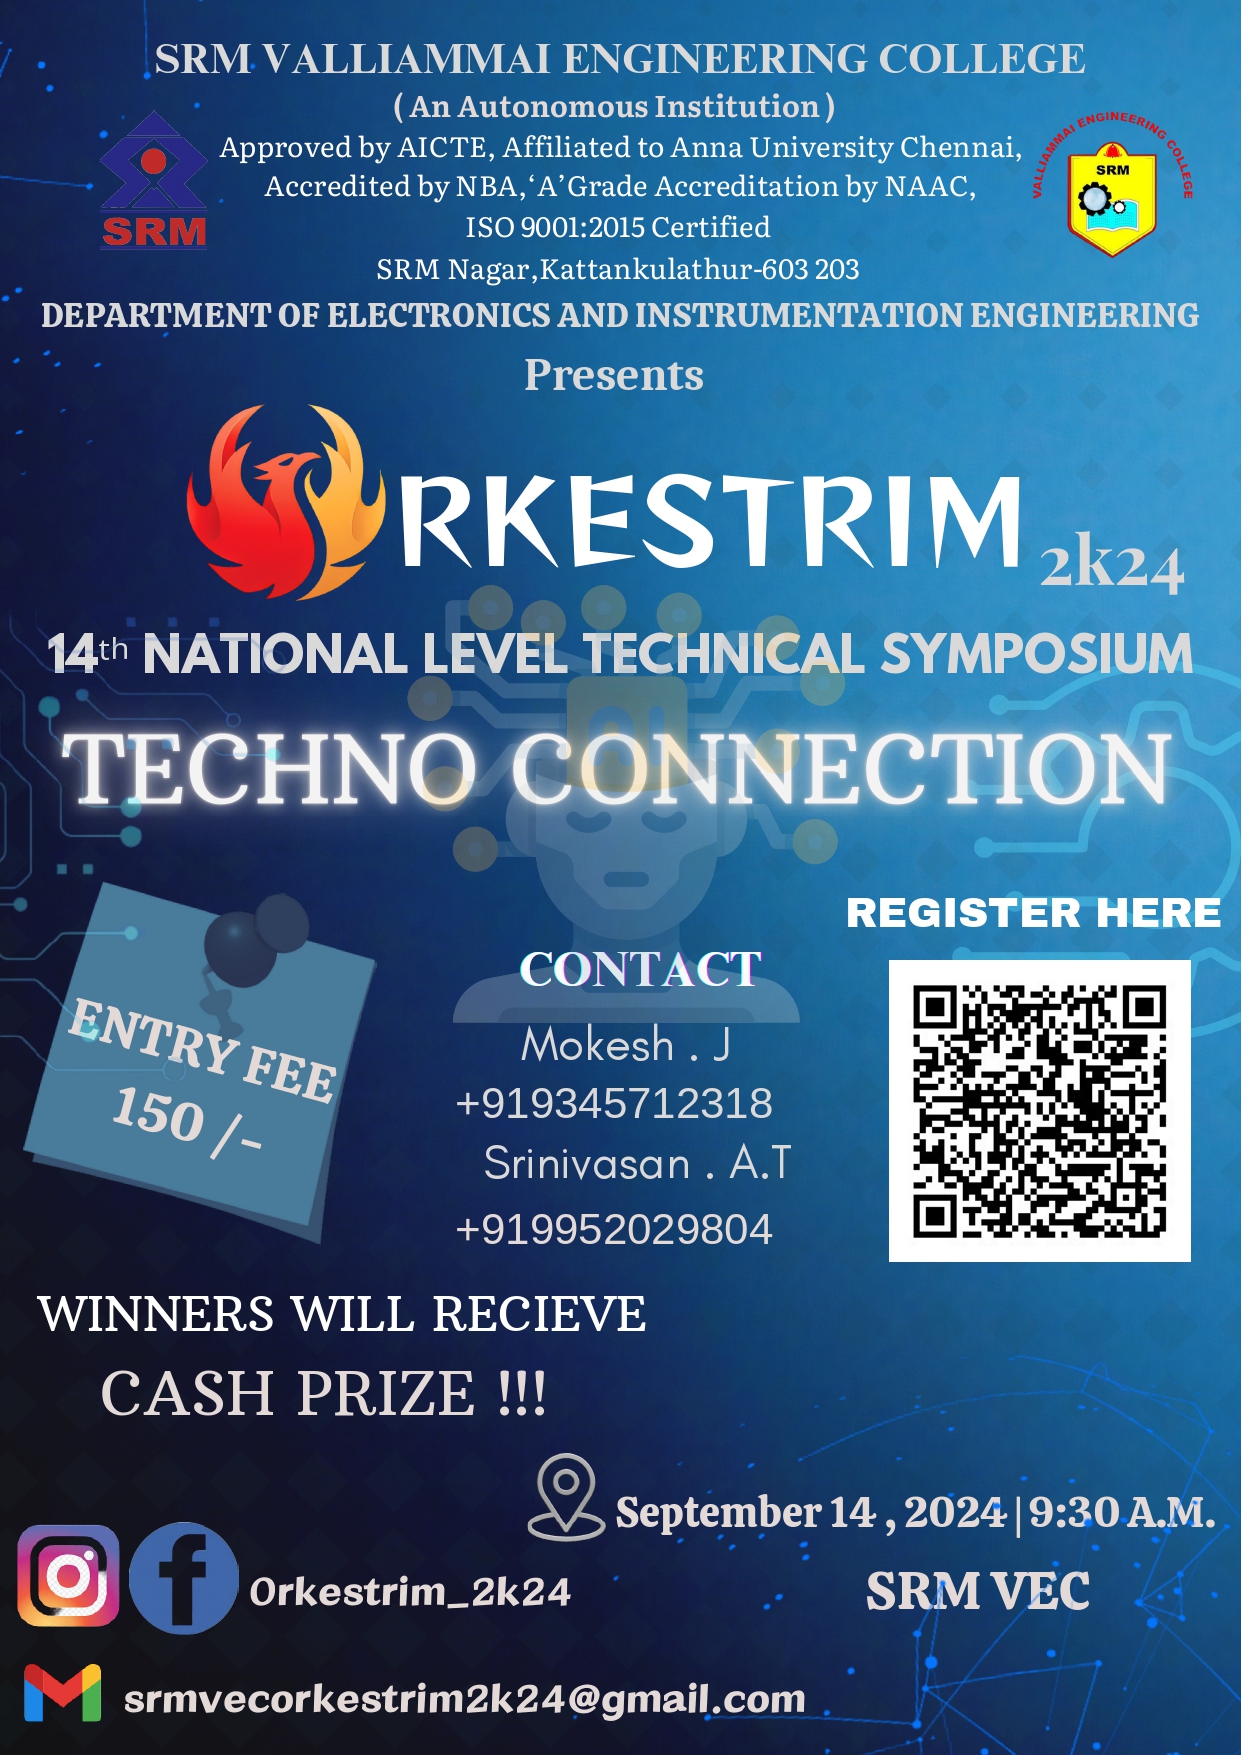 SRM VALLIAMMAI ENGINEERING COLLEGE
( An Autonomous Institution )
Approved by AICTE, Affiliated to Anna University Chennai,
Accredited by NBA,‘A’Grade Accreditation by NAAC,
ISO 9001:2015 Certified
SRM Nagar,Kattankulathur-603 203
SRM
VALLIAMMAI ENGINEERING COLLEGE
SRM
DEPARTMENT OF ELECTRONICS AND INSTRUMENTATION ENGINEERING
Presents
RKESTRIM
2k24
14th NATIONAL LEVEL TECHNICAL SYMPOSIUM
AI
TECHNO CONNECTION
ENTRY FEE
150 /-
CONTACT
Mokesh . J
+919345712318
Srinivasan . A.T
+919952029804
REGISTER HERE
WINNERS WILL RECIEVE
CASH PRIZE !!!
September 14 , 2024 | 9:30 A.M.
SRM VEC
Orkestrim_2k24
srmvecorkestrim2k24@gmail.com